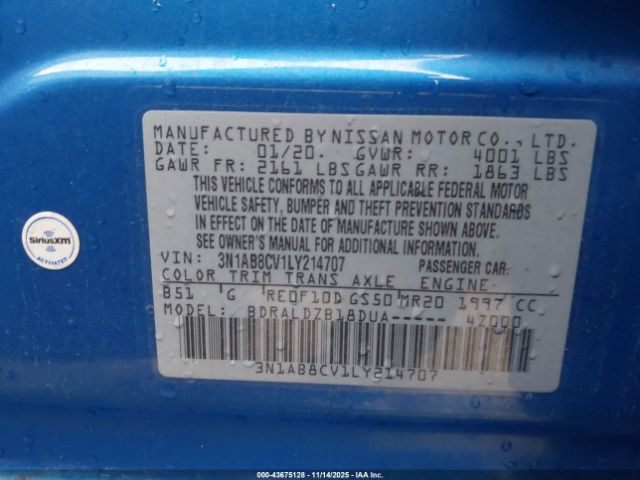 MANUFACTURED BY NISSAN MOTOR CO., LTD.
DATE: 01/20. GVWR: 4001 LBS
GAWR FR: 2161 LBS GAWR RR: 1863 LBS
THIS VEHICLE CONFORMS TO ALL APPLICABLE FEDERAL MOTOR
VEHICLE SAFETY, BUMPER AND THEFT PREVENTION STANDARDS
IN EFFECT ON THE DATE OF MANUFACTURE SHOWN ABOVE.
SEE OWNER'S MANUAL FOR ADDITIONAL INFORMATION.
VIN: 3N1AB8CV1LY214707 PASSENGER CAR.
COLOR TRIM TRANS AXLE ENGINE
B51 'G 'RE0F10D GS50 'MR20 1997 CC
MODEL: BDRALDZB18DUA----- 4Z000
3N1AB8CV1LY214707
SiriusXM
000-43675128 - 11/14/2025 - IAA Inc.